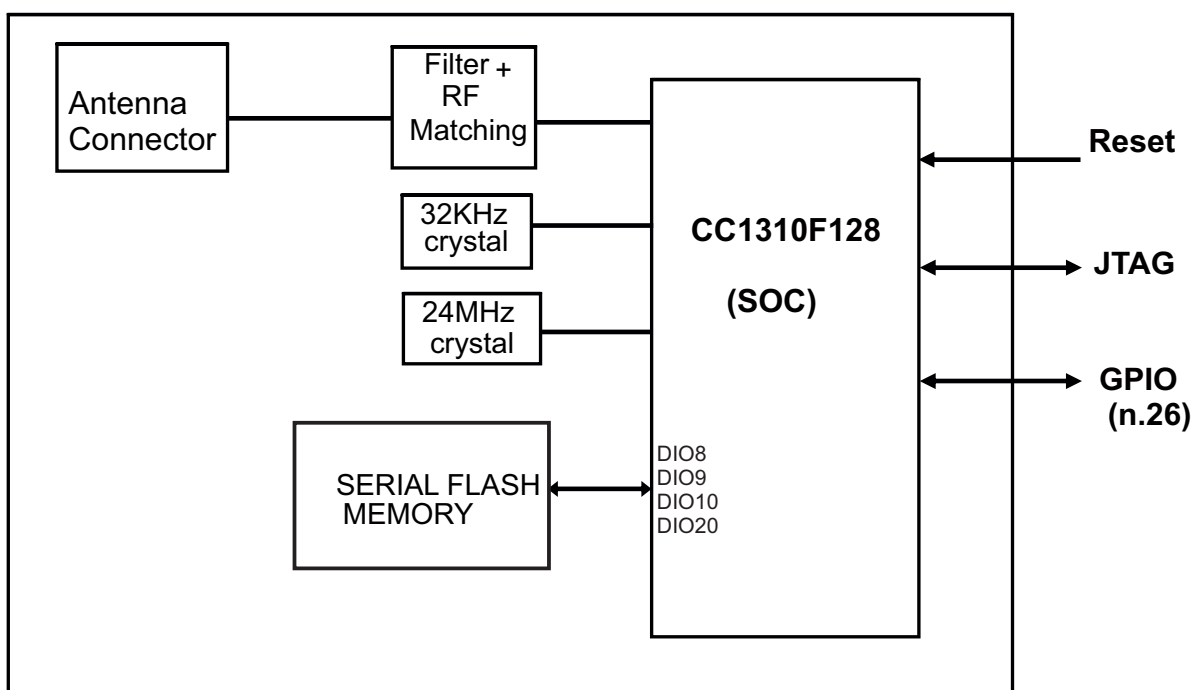 Antenna
Connector
Filter +
RF
Matching
32KHz
crystal
24MHz
crystal
SERIAL FLASH
MEMORY
CC1310F128
(SOC)
DIO8
DIO9
DIO10
DIO20
Reset
JTAG
GPIO
(n.26)